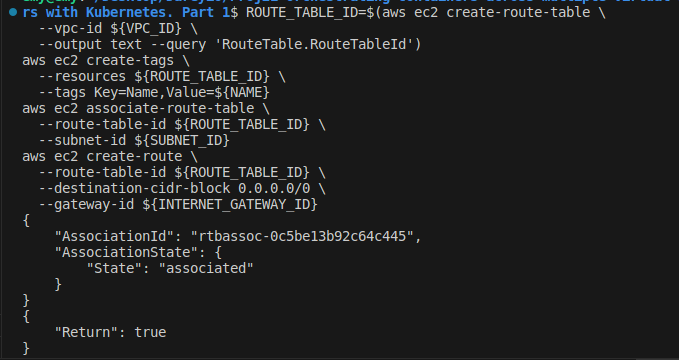 rs with Kubernetes. Part 1$ ROUTE_TABLE_ID=$(aws ec2 create-route-table \
--vpc-id ${VPC_ID} \
--output text --query 'RouteTable.RouteTableId')
aws ec2 create-tags \
--resources ${ROUTE_TABLE_ID} \
--tags Key=Name,Value=${NAME}
aws ec2 associate-route-table \
--route-table-id ${ROUTE_TABLE_ID} \
--subnet-id ${SUBNET_ID}
aws ec2 create-route \
--route-table-id ${ROUTE_TABLE_ID} \
--destination-cidr-block 0.0.0.0/0 \
--gateway-id ${INTERNET_GATEWAY_ID}
{
"AssociationId": "rtbassoc-0c5be13b92c64c445",
"AssociationState": {
"State": "associated"
}
}
{
"Return": true
}